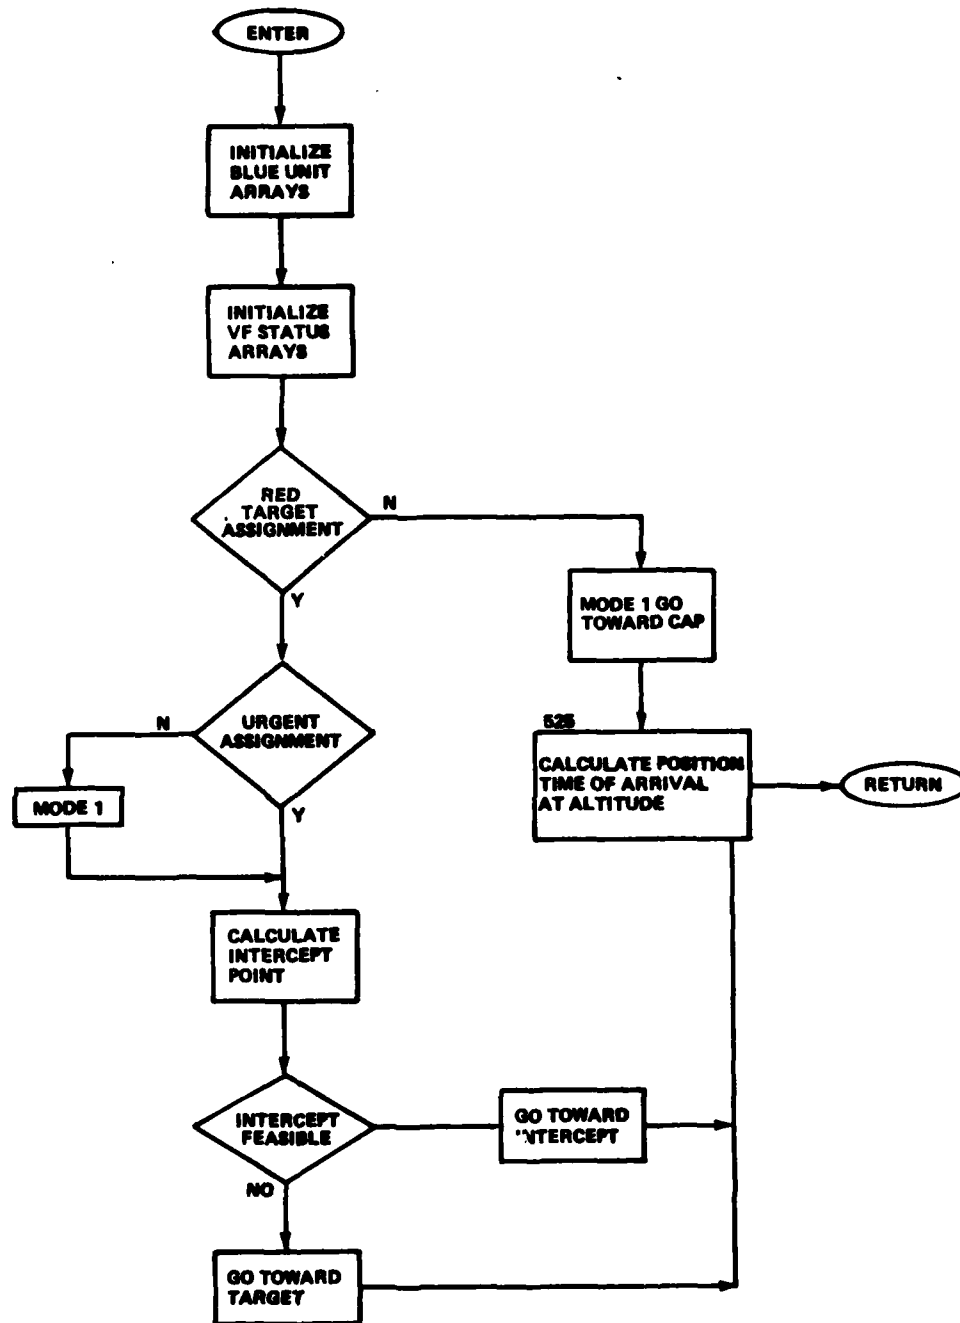 ENTER
INITIALIZE
BLUE UNIT
ARRAYS
INITIALIZE
VF STATUS
ARRAYS
RED
TARGET
ASSIGNMENT
N
Y
MODE 1 GO
TOWARD CAP
URGENT
ASSIGNMENT
N
Y
MODE 1
525
CALCULATE POSITION
TIME OF ARRIVAL
AT ALTITUDE
RETURN
CALCULATE
INTERCEPT
POINT
INTERCEPT
FEASIBLE
NO
GO TOWARD
INTERCEPT
GO TOWARD
TARGET